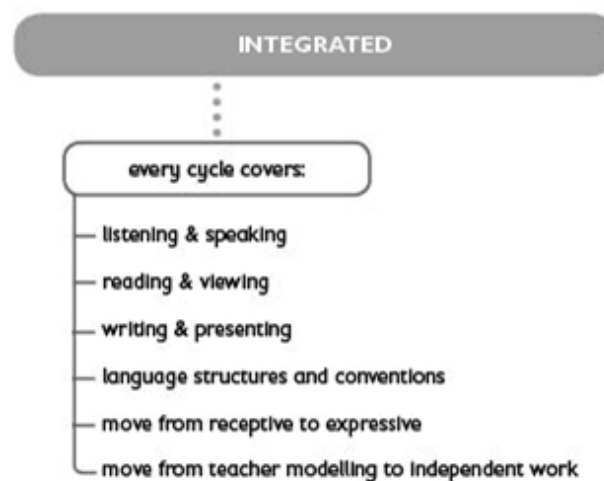 INTEGRATED
every cycle covers:
listening & speaking
reading & viewing
writing & presenting
language structures and conventions
move from receptive to expressive
move from teacher modelling to independent work